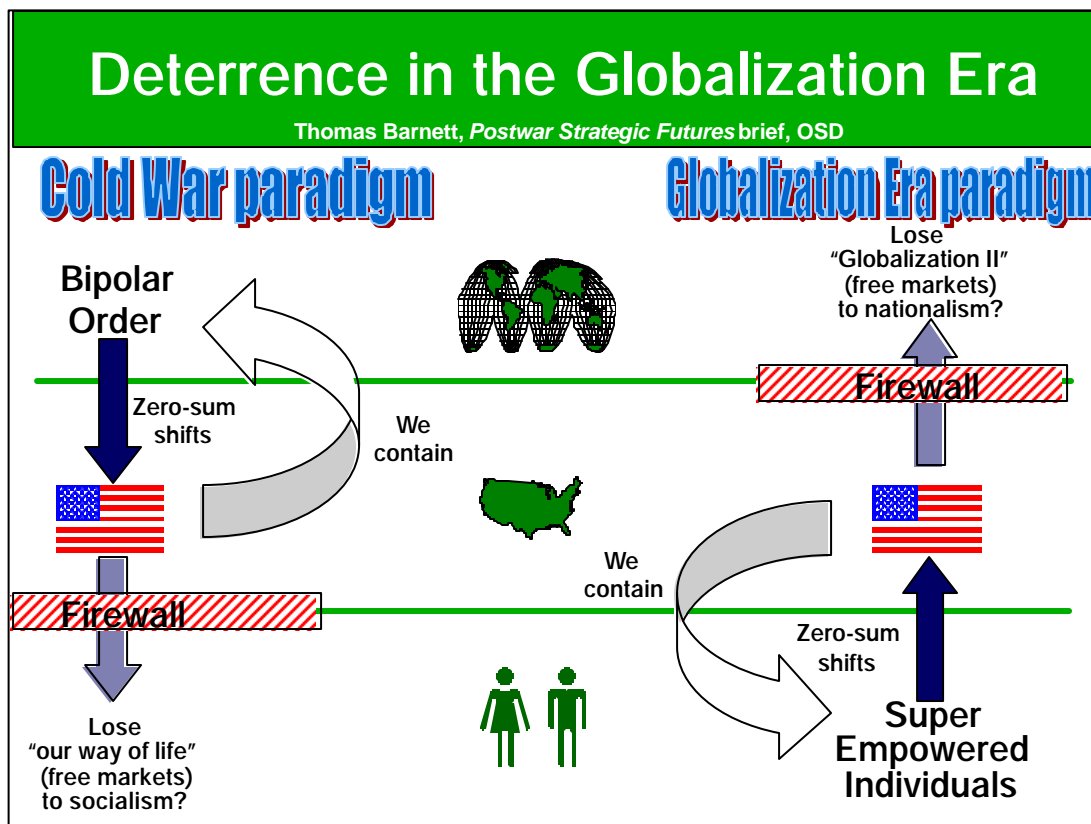 Deterrence in the Globalization Era
Thomas Barnett, Postwar Strategic Futures brief, OSD
Cold War paradigm
Globalization Era paradigm
Bipolar
Order
Zero-sum
shifts
We
contain
Firewall
Lose
“our way of life”
(free markets)
to socialism?
Lose
“Globalization II”
(free markets)
to nationalism?
Firewall
We
contain
Zero-sum
shifts
Super
Empowered
Individuals